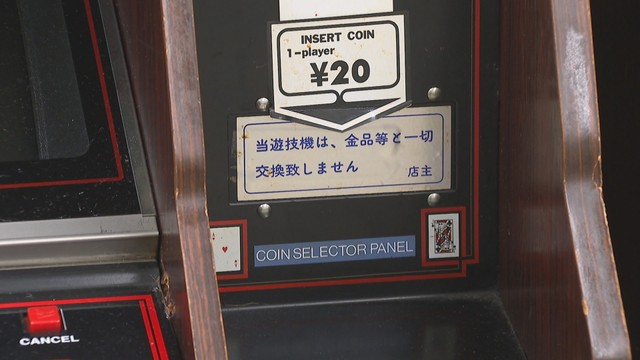 INSERT COIN
1-player
¥20
当遊技機は、金品等と一切
交換致しません
店主
COIN SELECTOR PANEL
CANCEL